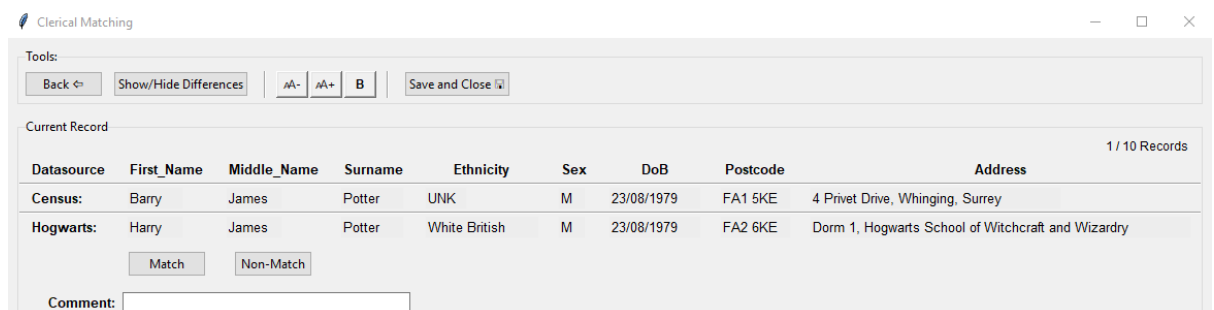 Clerical Matching
Tools:
Back ⇦ Show/Hide Differences AA- AA+ B Save and Close 🖫
Current Record
1 / 10 Records
Datasource First_Name Middle_Name Surname Ethnicity Sex DoB Postcode Address
Census: Barry James Potter UNK M 23/08/1979 FA1 5KE 4 Privet Drive, Whinging, Surrey
Hogwarts: Harry James Potter White British M 23/08/1979 FA2 6KE Dorm 1, Hogwarts School of Witchcraft and Wizardry
Match Non-Match
Comment: